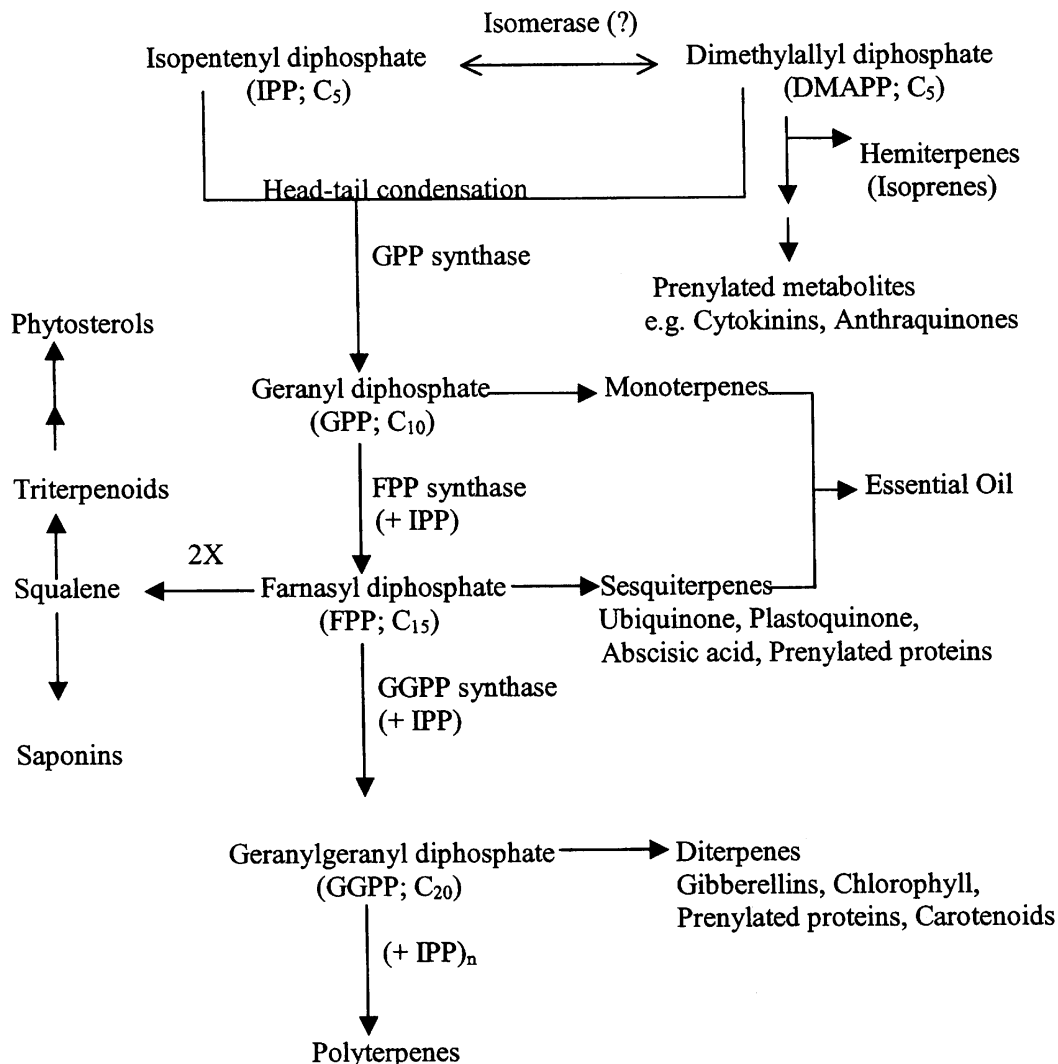 Isomerase (?)
Isopentenyl diphosphate
(IPP; C₅)
Dimethylallyl diphosphate
(DMAPP; C₅)
Hemiterpenes
(Isoprenes)
Head-tail condensation
GPP synthase
Prenylated metabolites
e.g. Cytokinins, Anthraquinones
Phytosterols
Geranyl diphosphate
(GPP; C₁₀)
Monoterpenes
Triterpenoids
FPP synthase
(+ IPP)
Essential Oil
2X
Squalene
Farnasyl diphosphate
(FPP; C₁₅)
Sesquiterpenes
Ubiquinone, Plastoquinone,
Abscisic acid, Prenylated proteins
GGPP synthase
(+ IPP)
Saponins
Geranylgeranyl diphosphate
(GGPP; C₂₀)
Diterpenes
Gibberellins, Chlorophyll,
Prenylated proteins, Carotenoids
(+ IPP)ₙ
Polyterpenes